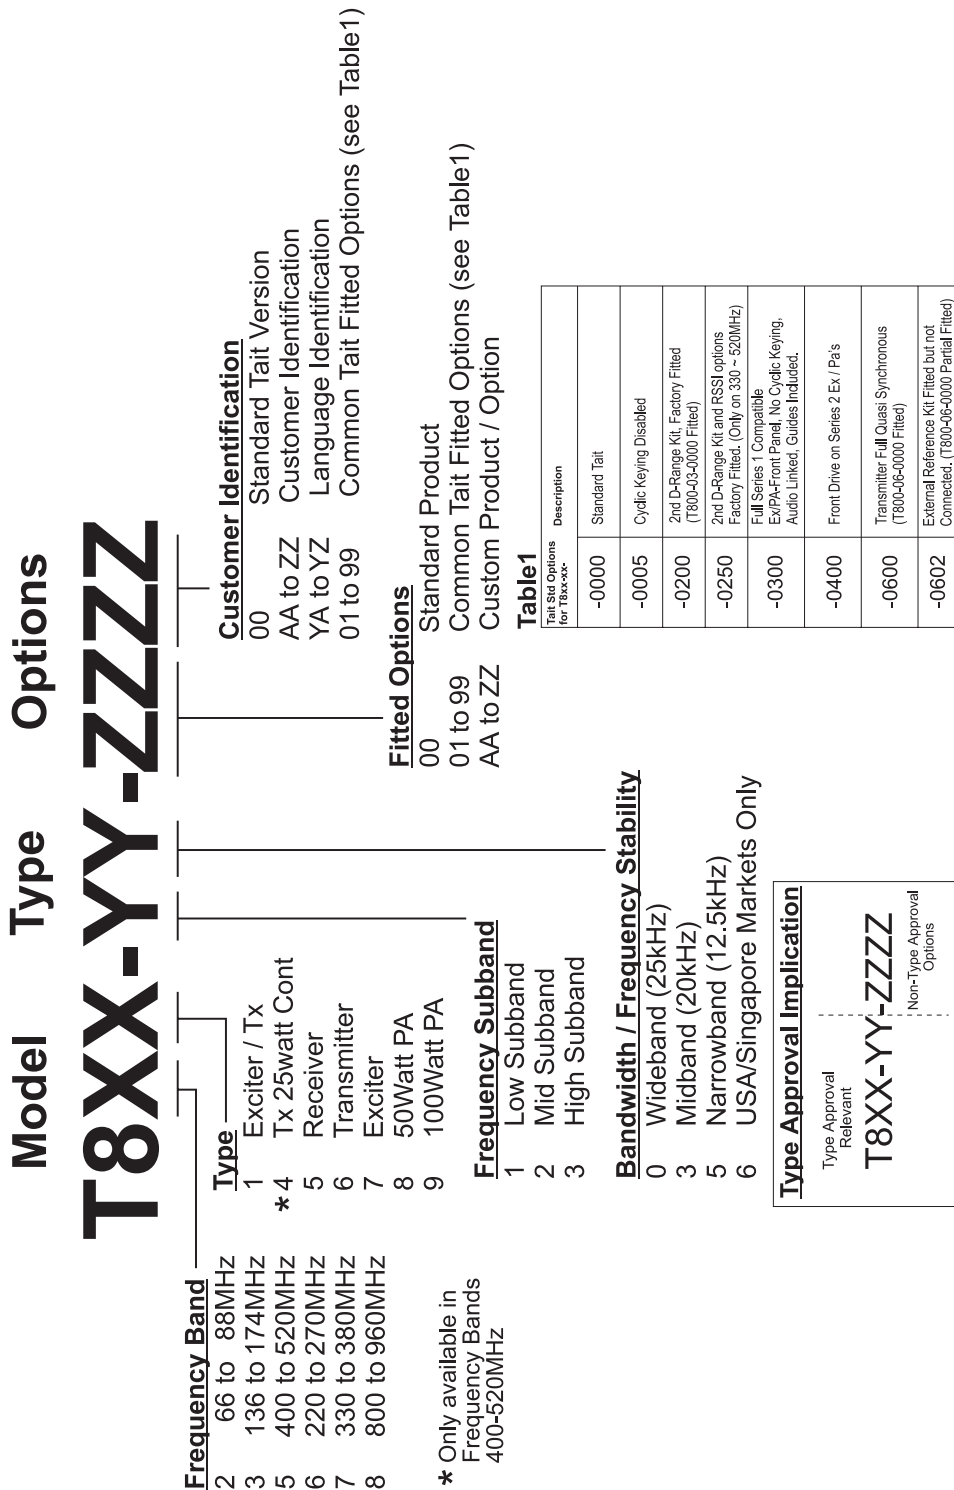 Model Type Options
T8XX-YY-ZZZZ
Frequency Band
2 66 to 88MHz
3 136 to 174MHz
5 400 to 520MHz
6 220 to 270MHz
7 330 to 380MHz
8 800 to 960MHz
* Only available in
Frequency Bands
400-520MHz
Type
1 Exciter / Tx
*4 Tx 25watt Cont
5 Receiver
6 Transmitter
7 Exciter
8 50Watt PA
9 100Watt PA
Frequency Subband
1 Low Subband
2 Mid Subband
3 High Subband
Bandwidth / Frequency Stability
0 Wideband (25kHz)
3 Midband (20kHz)
5 Narrowband (12.5kHz)
6 USA/Singapore Markets Only
Type Approval Implication
Type Approval
Relevant
T8XX-YY-ZZZZ
Non-Type Approval
Options
Customer Identification
00 Standard Tait Version
AA to ZZ Customer Identification
YA to YZ Language Identification
01 to 99 Common Tait Fitted Options (see Table1)
Fitted Options
00 Standard Product
01 to 99 Common Tait Fitted Options (see Table1)
AA to ZZ Custom Product / Option
Table1
Tait Std Options
for T8xx-xx-
Description
-0000 Standard Tait
-0005 Cyclic Keying Disabled
-0200 2nd D-Range Kit, Factory Fitted
(T800-03-0000 Fitted)
-0250 2nd D-Range Kit and RSSI options
Factory Fitted. (Only on 330 ~ 520MHz)
-0300 Full Series 1 Compatible
Ex/PA-Front Panel, No Cyclic Keying,
Audio Linked, Guides Included.
-0400 Front Drive on Series 2 Ex / Pa's
-0600 Transmitter Full Quasi Synchronous
(T800-06-0000 Fitted)
-0602 External Reference Kit Fitted but not
Connected. (T800-06-0000 Partial Fitted)